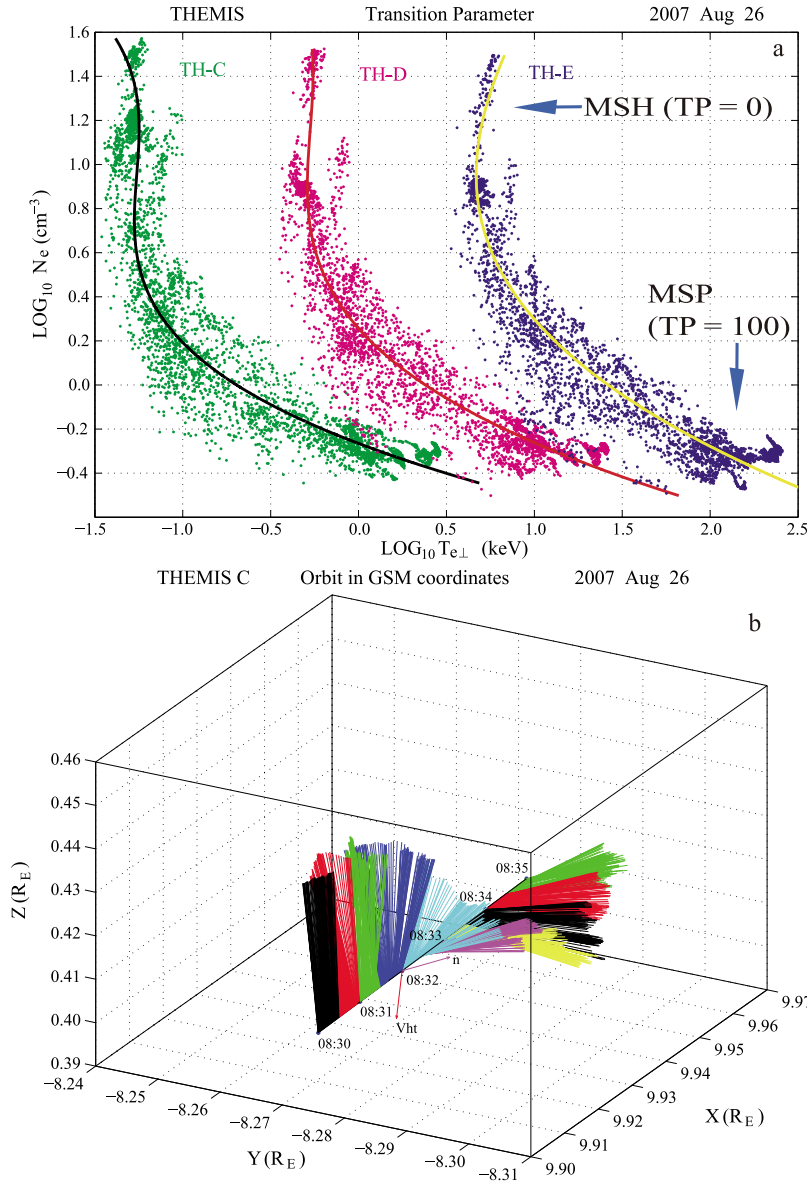 THEMIS Transition Parameter 2007 Aug 26
a
TH-C TH-D TH-E
MSH (TP = 0)
MSP
(TP = 100)
LOG₁₀ Nₑ (cm⁻³)
1.6
1.4
1.2
1.0
0.8
0.6
0.4
0.2
0.0
−0.2
−0.4
−1.5 −1.0 −0.5 0.0 0.5 1.0 1.5 2.0 2.5
LOG₁₀ Tₑ⊥ (keV)
THEMIS C Orbit in GSM coordinates 2007 Aug 26
b
Z (R_E)
0.46
0.45
0.44
0.43
0.42
0.41
0.40
0.39
08:35
08:34
08:33
n
08:32
08:31
Vht
08:30
−8.24 −8.25 −8.26 −8.27 −8.28 −8.29 −8.30 −8.31
Y (R_E)
9.90 9.91 9.92 9.93 9.94 9.95 9.96 9.97
X (R_E)